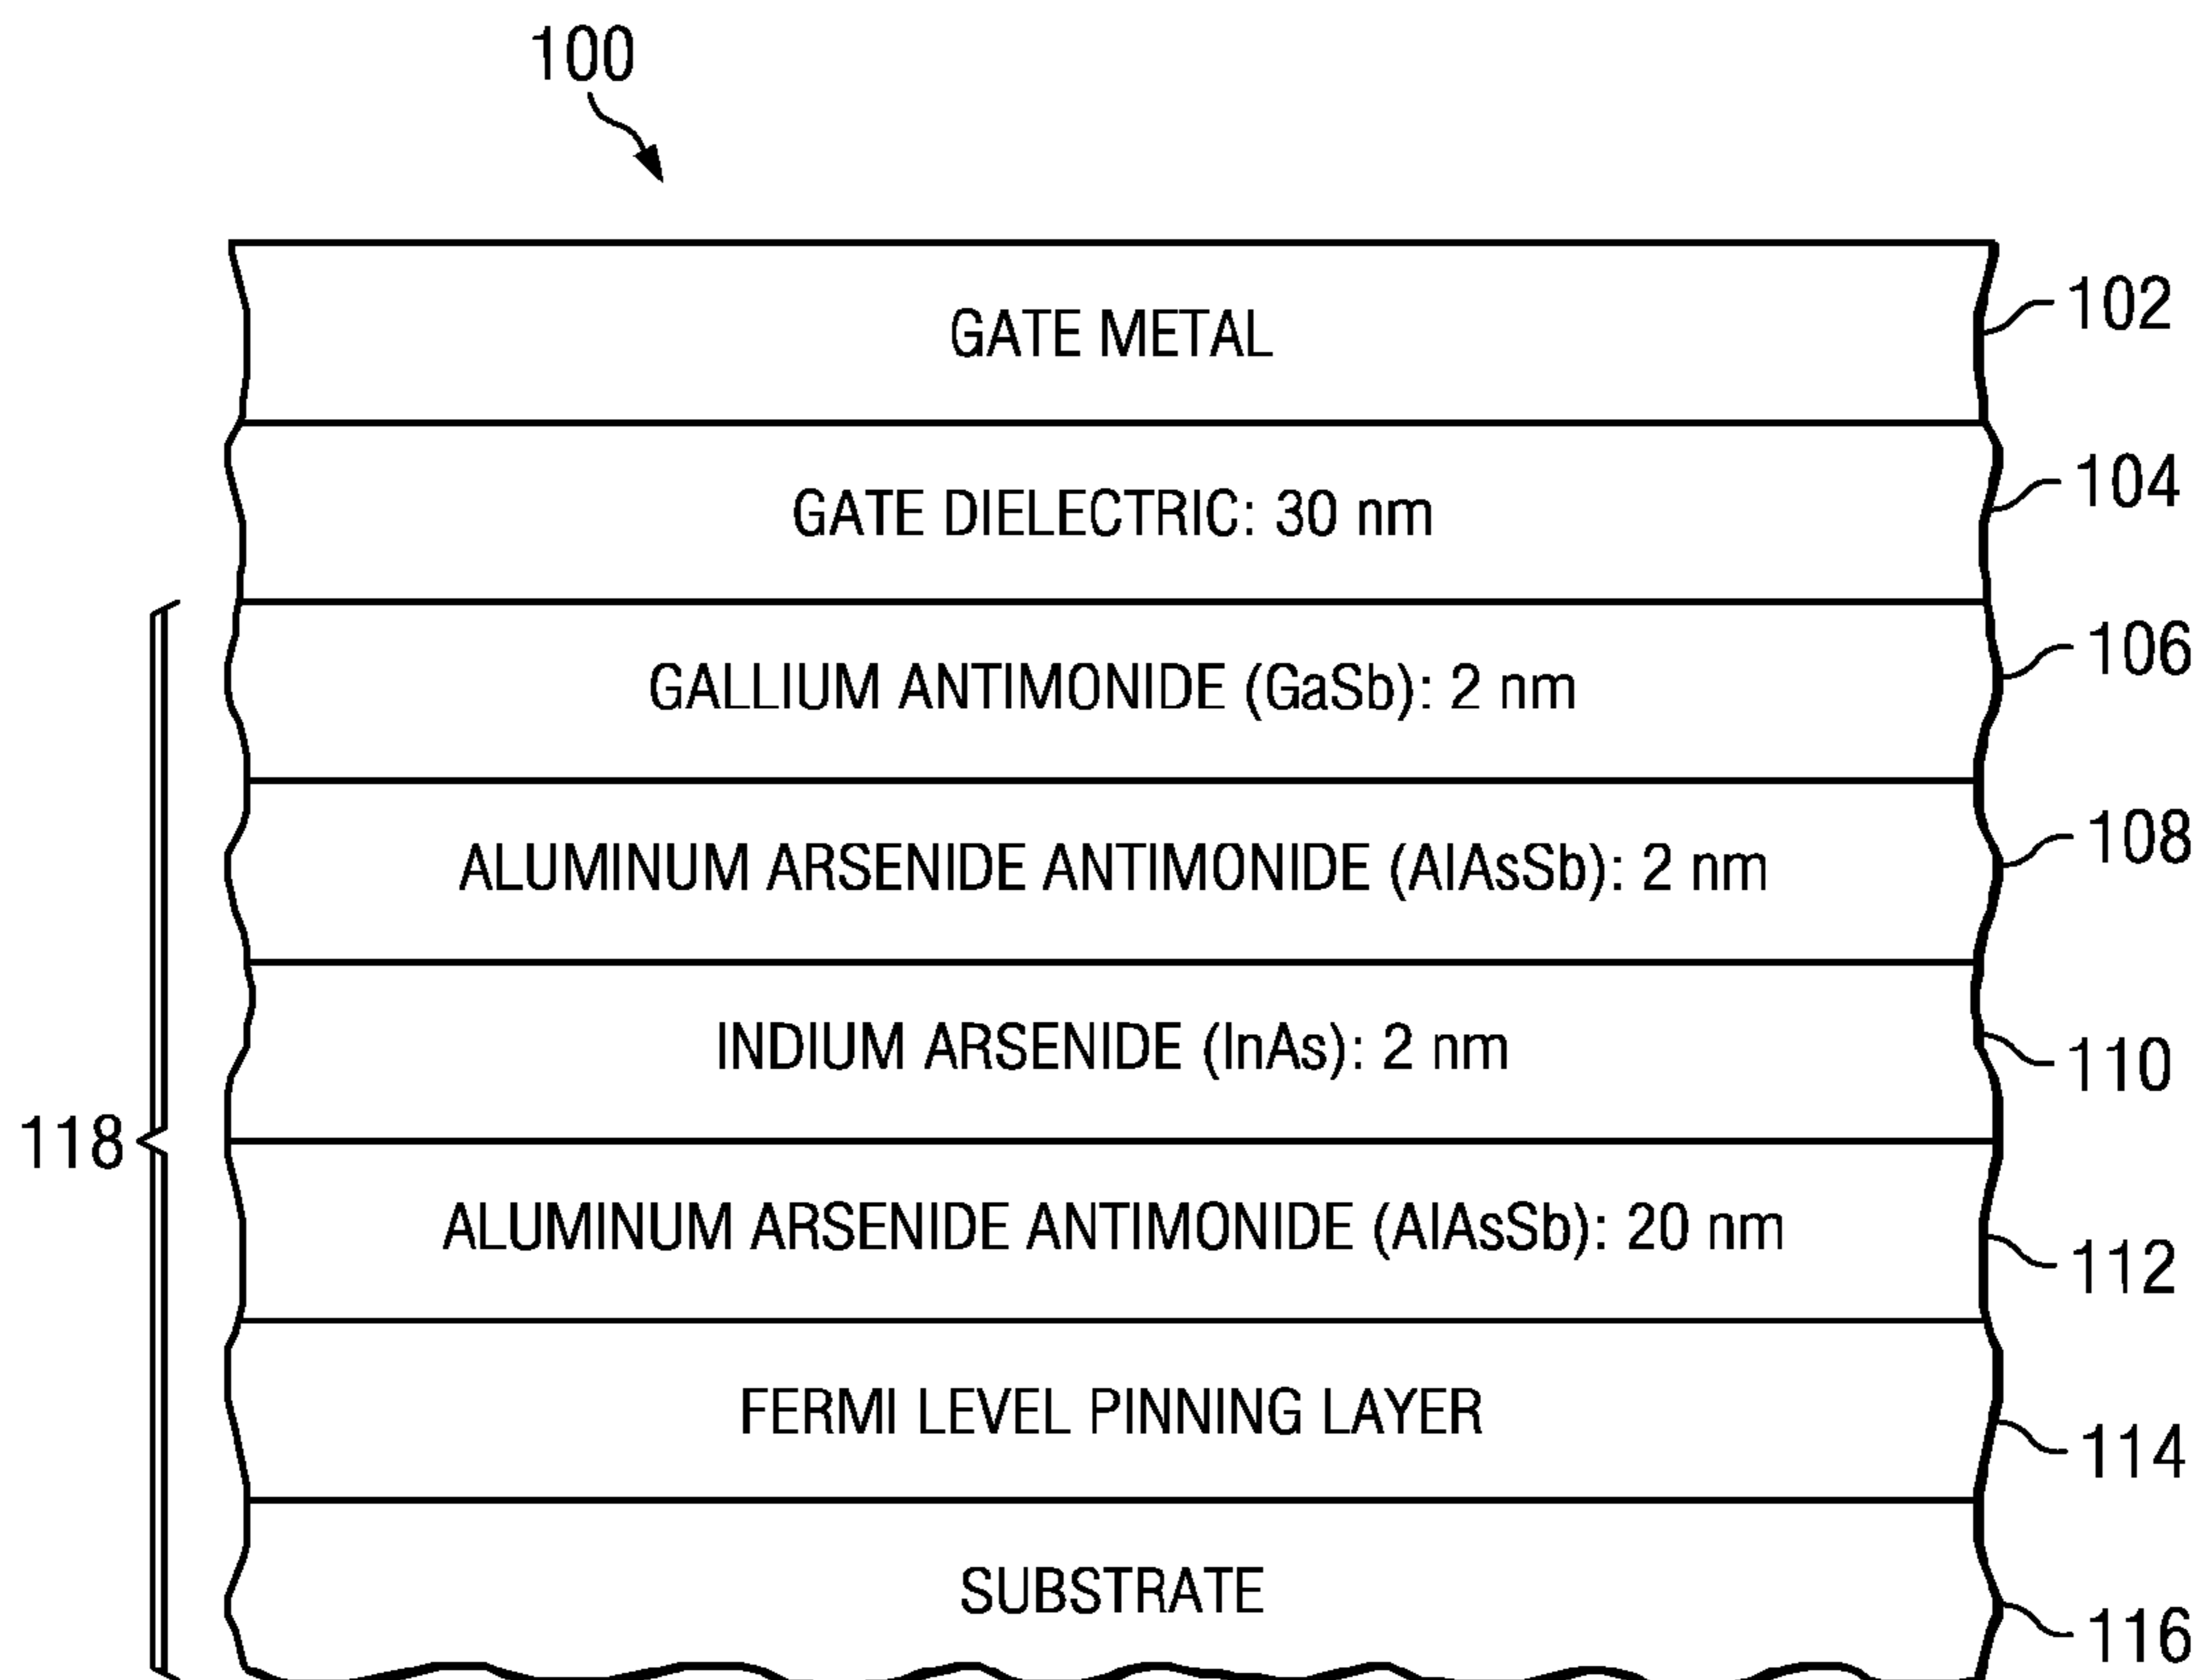 100
GATE METAL
102
GATE DIELECTRIC: 30 nm
104
GALLIUM ANTIMONIDE (GaSb): 2 nm
106
ALUMINUM ARSENIDE ANTIMONIDE (AlAsSb): 2 nm
108
INDIUM ARSENIDE (InAs): 2 nm
110
118
ALUMINUM ARSENIDE ANTIMONIDE (AlAsSb): 20 nm
112
FERMI LEVEL PINNING LAYER
114
SUBSTRATE
116